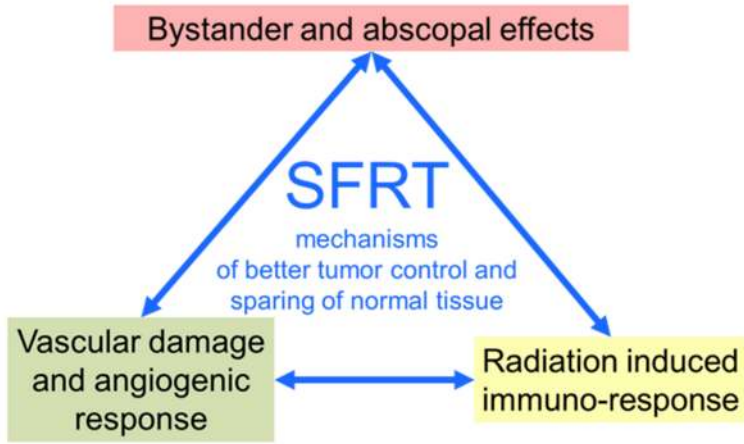 Bystander and abscopal effects
SFRT
mechanisms
of better tumor control and
sparing of normal tissue
Vascular damage
and angiogenic
response
Radiation induced
immuno-response